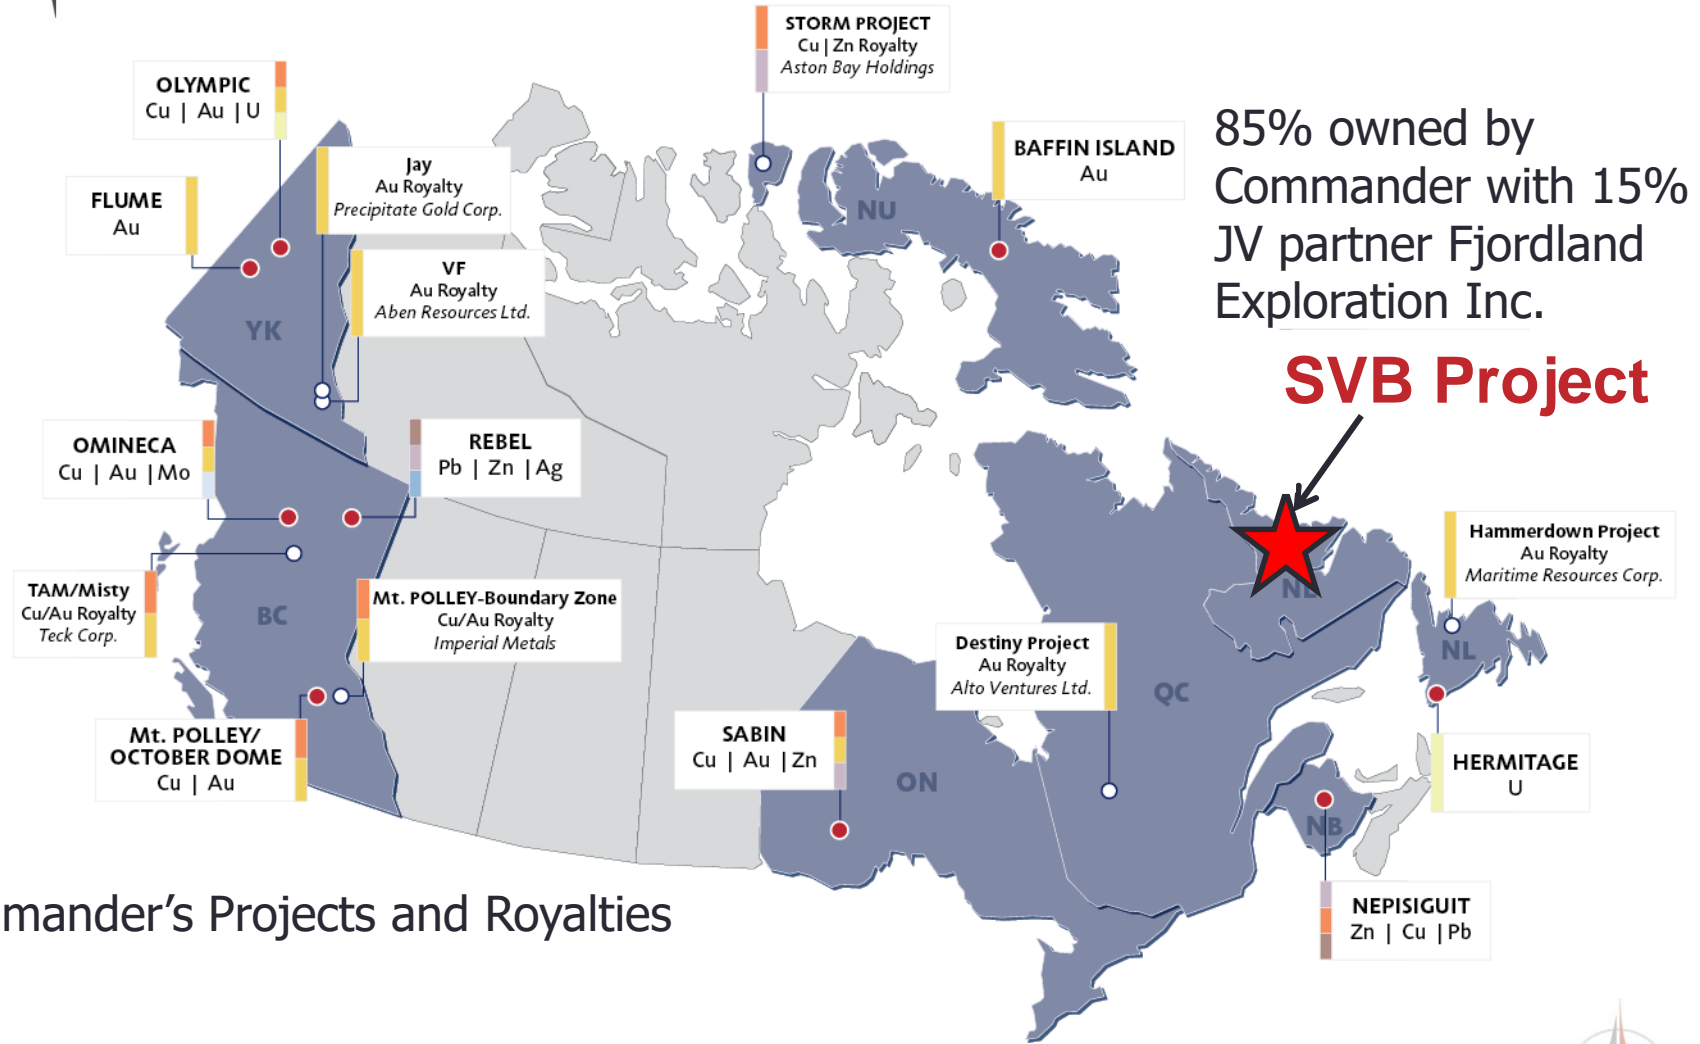 STORM PROJECT
Cu | Zn Royalty
Aston Bay Holdings
OLYMPIC
Cu | Au | U
Jay
Au Royalty
Precipitate Gold Corp.
BAFFIN ISLAND
Au
85% owned by
Commander with 15%
JV partner Fjordland
Exploration Inc.
FLUME
Au
NU
VF
Au Royalty
Aben Resources Ltd.
YK
SVB Project
OMINECA
Cu | Au | Mo
REBEL
Pb | Zn | Ag
Hammerdown Project
Au Royalty
Maritime Resources Corp.
TAM/Misty
Cu/Au Royalty
Teck Corp.
BC
Mt. POLLEY-Boundary Zone
Cu/Au Royalty
Imperial Metals
NL
Destiny Project
Au Royalty
Alto Ventures Ltd.
NL
QC
Mt. POLLEY/
OCTOBER DOME
Cu | Au
SABIN
Cu | Au | Zn
ON
HERMITAGE
U
NB
mander’s Projects and Royalties
NEPISIGUIT
Zn | Cu | Pb